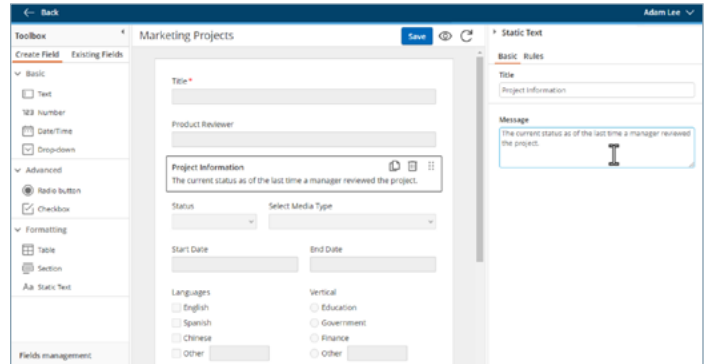 ← Back
Adam Lee
Toolbox
Create Field Existing Fields
Basic
Text
123 Number
Date/Time
Dropdown
Advanced
Radio button
Checkbox
Formatting
Table
Section
Aa Static Text
Fields management
Marketing Projects
Save
Title *
Product Reviewer
Project Information
The current status as of the last time a manager reviewed the project.
Status Select Media Type
Start Date End Date
Languages Vertical
English Education
Spanish Government
Chinese Finance
Other Other
Static Text
Basic Rules
Title
Project Information
Message
The current status as of the last time a manager reviewed
the project.